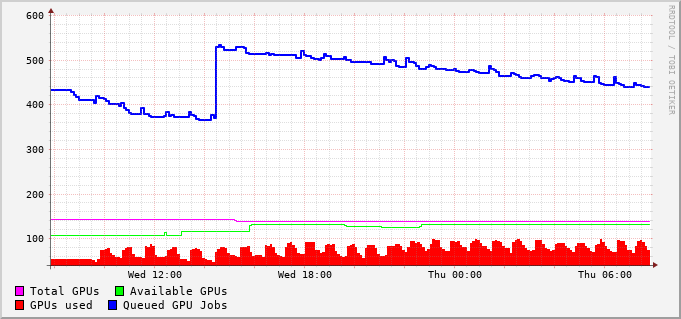 600
500
400
300
200
100
Wed 12:00 Wed 18:00 Thu 00:00 Thu 06:00
Total GPUs Available GPUs
GPUs used Queued GPU Jobs
RRDTOOL / TOBI OETIKER